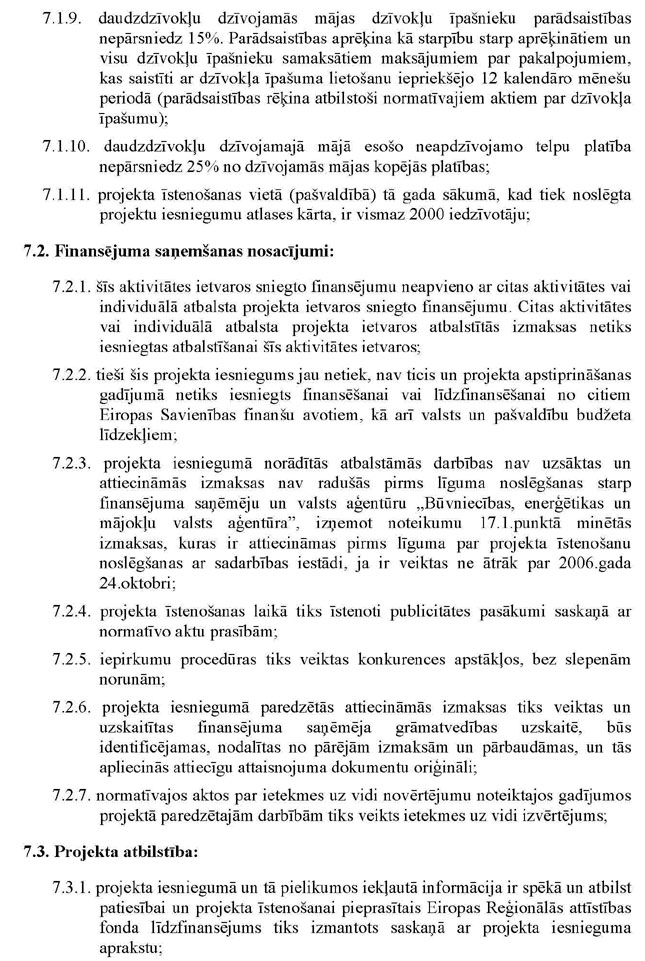 7.1.9. daudzdzīvokļu dzīvojamās mājas dzīvokļu īpašnieku parādsaistības
nepārsniedz 15%. Parādsaistības aprēķina kā starpību starp aprēķinātiem un
visu dzīvokļu īpašnieku samaksātiem maksājumiem par pakalpojumiem,
kas saistīti ar dzīvokļa īpašuma lietošanu iepriekšējo 12 kalendāro mēnešu
periodā (parādsaistības rēķina atbilstoši normatīvajiem aktiem par dzīvokļa
īpašumu);
7.1.10. daudzdzīvokļu dzīvojamajā mājā esošo neapdzīvojamo telpu platība
nepārsniedz 25% no dzīvojamās mājas kopējās platības;
7.1.11. projekta īstenošanas vietā (pašvaldībā) tā gada sākumā, kad tiek noslēgta
projektu iesniegumu atlases kārta, ir vismaz 2000 iedzīvotāju;
7.2. Finansējuma saņemšanas nosacījumi:
7.2.1. šīs aktivitātes ietvaros sniegto finansējumu neapvieno ar citas aktivitātes vai
individuālā atbalsta projekta ietvaros sniegto finansējumu. Citas aktivitātes
vai individuālā atbalsta projekta ietvaros atbalstītās izmaksas netiks
iesniegtas atbalstīšanai šīs aktivitātes ietvaros;
7.2.2. tieši šis projekta iesniegums jau netiek, nav ticis un projekta apstiprināšanas
gadījumā netiks iesniegts finansēšanai vai līdzfinansēšanai no citiem
Eiropas Savienības finanšu avotiem, kā arī valsts un pašvaldību budžeta
līdzekļiem;
7.2.3. projekta iesniegumā norādītās atbalstāmās darbības nav uzsāktas un
attiecināmās izmaksas nav radušās pirms līguma noslēgšanas starp
finansējuma saņēmēju un valsts aģentūru „Būvniecības, enerģētikas un
mājokļu valsts aģentūra”, izņemot noteikumu 17.1.punktā minētās
izmaksas, kuras ir attiecināmas pirms līguma par projekta īstenošanu
noslēgšanas ar sadarbības iestādi, ja ir veiktas ne ātrāk par 2006.gada
24.oktobri;
7.2.4. projekta īstenošanas laikā tiks īstenoti publicitātes pasākumi saskaņā ar
normatīvo aktu prasībām;
7.2.5. iepirkumu procedūras tiks veiktas konkurences apstākļos, bez slepenām
norunām;
7.2.6. projekta iesniegumā paredzētās attiecināmās izmaksas tiks veiktas un
uzskaitītas finansējuma saņēmēja grāmatvedības uzskaitē, būs
identificējamas, nodalītas no pārējām izmaksām un pārbaudāmas, un tās
apliecinās attiecīgu attaisnojuma dokumentu oriģināli;
7.2.7. normatīvajos aktos par ietekmes uz vidi novērtējumu noteiktajos gadījumos
projektā paredzētajām darbībām tiks veikts ietekmes uz vidi izvērtējums;
7.3. Projekta atbilstība:
7.3.1. projekta iesniegumā un tā pielikumos iekļautā informācija ir spēkā un atbilst
patiesībai un projekta īstenošanai pieprasītais Eiropas Reģionālās attīstības
fonda līdzfinansējums tiks izmantots saskaņā ar projekta iesnieguma
aprakstu;